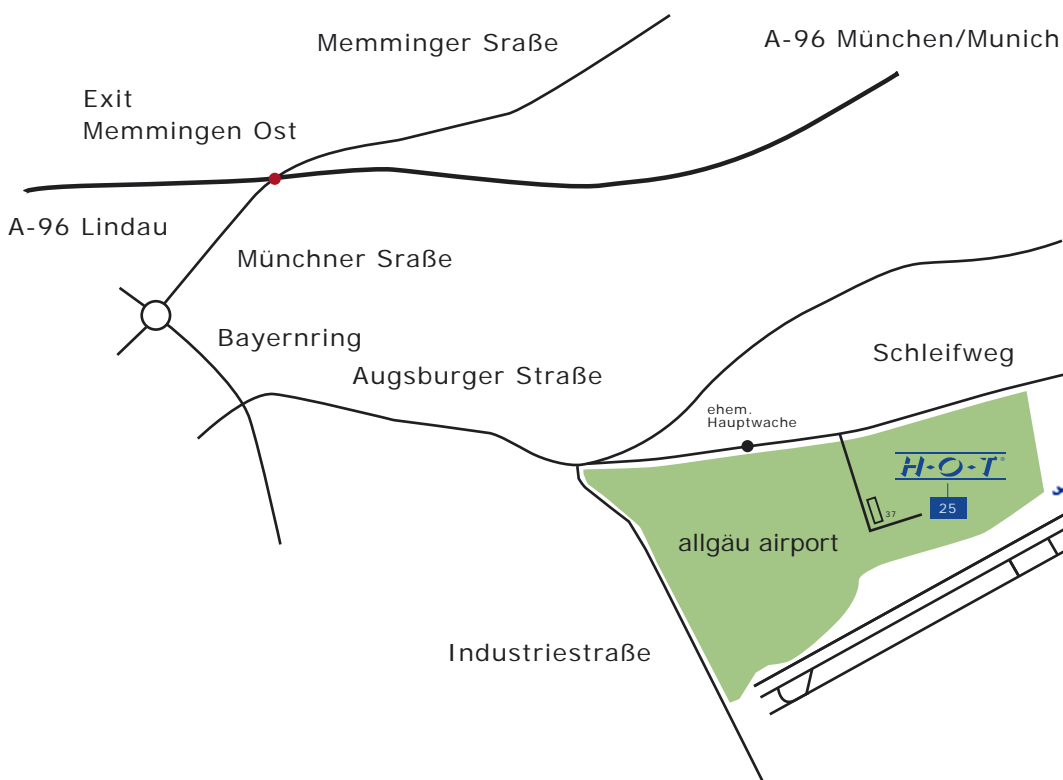 Memminger Sraße
A-96 München/Munich
Exit
Memmingen Ost
A-96 Lindau
Münchner Sraße
Bayernring
Augsburger Straße
Schleifweg
ehem.
Hauptwache
H·O·T®
25
37
allgäu airport
Industriestraße